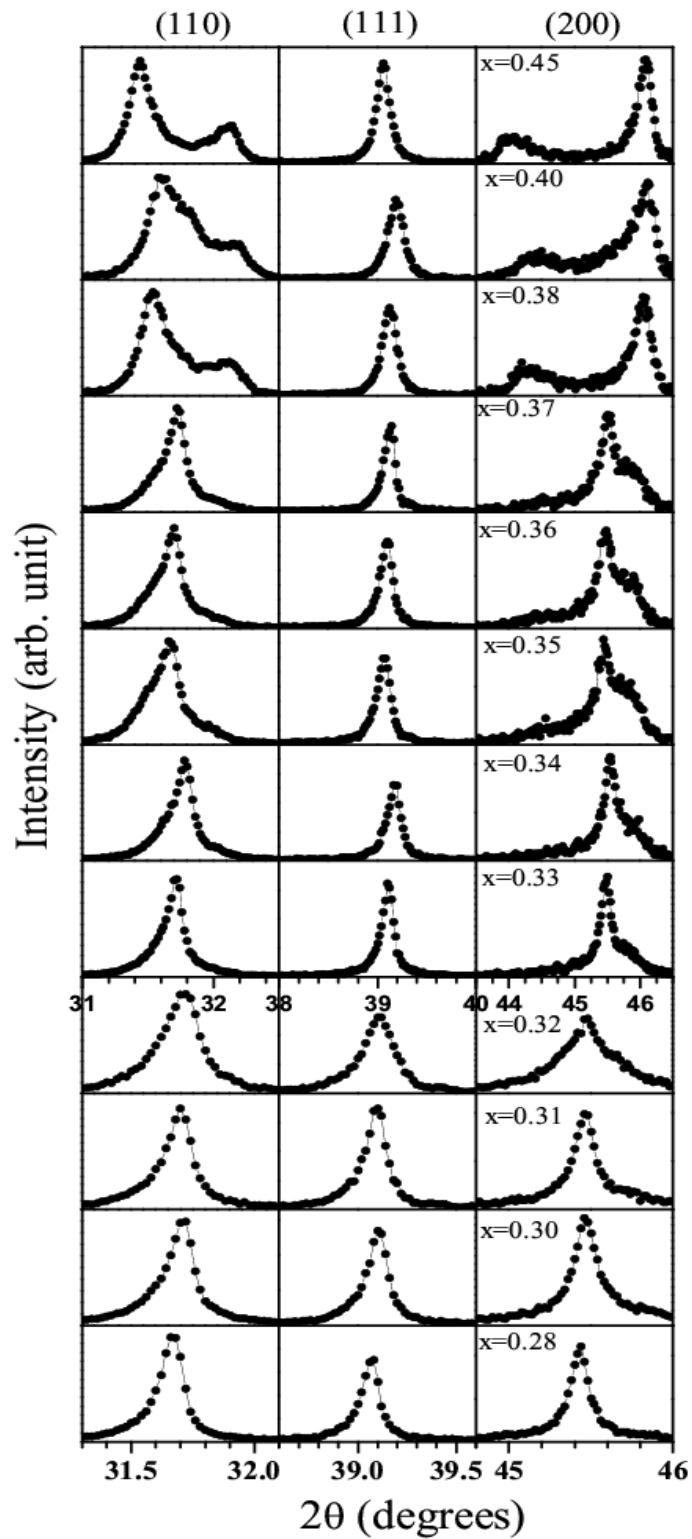 (110) (111) (200)
x=0.45
x=0.40
x=0.38
x=0.37
x=0.36
x=0.35
x=0.34
x=0.33
31 32 38 39 40 44 45 46
x=0.32
x=0.31
x=0.30
x=0.28
31.5 32.0 39.0 39.5 45 46
2θ (degrees)
Intensity (arb. unit)